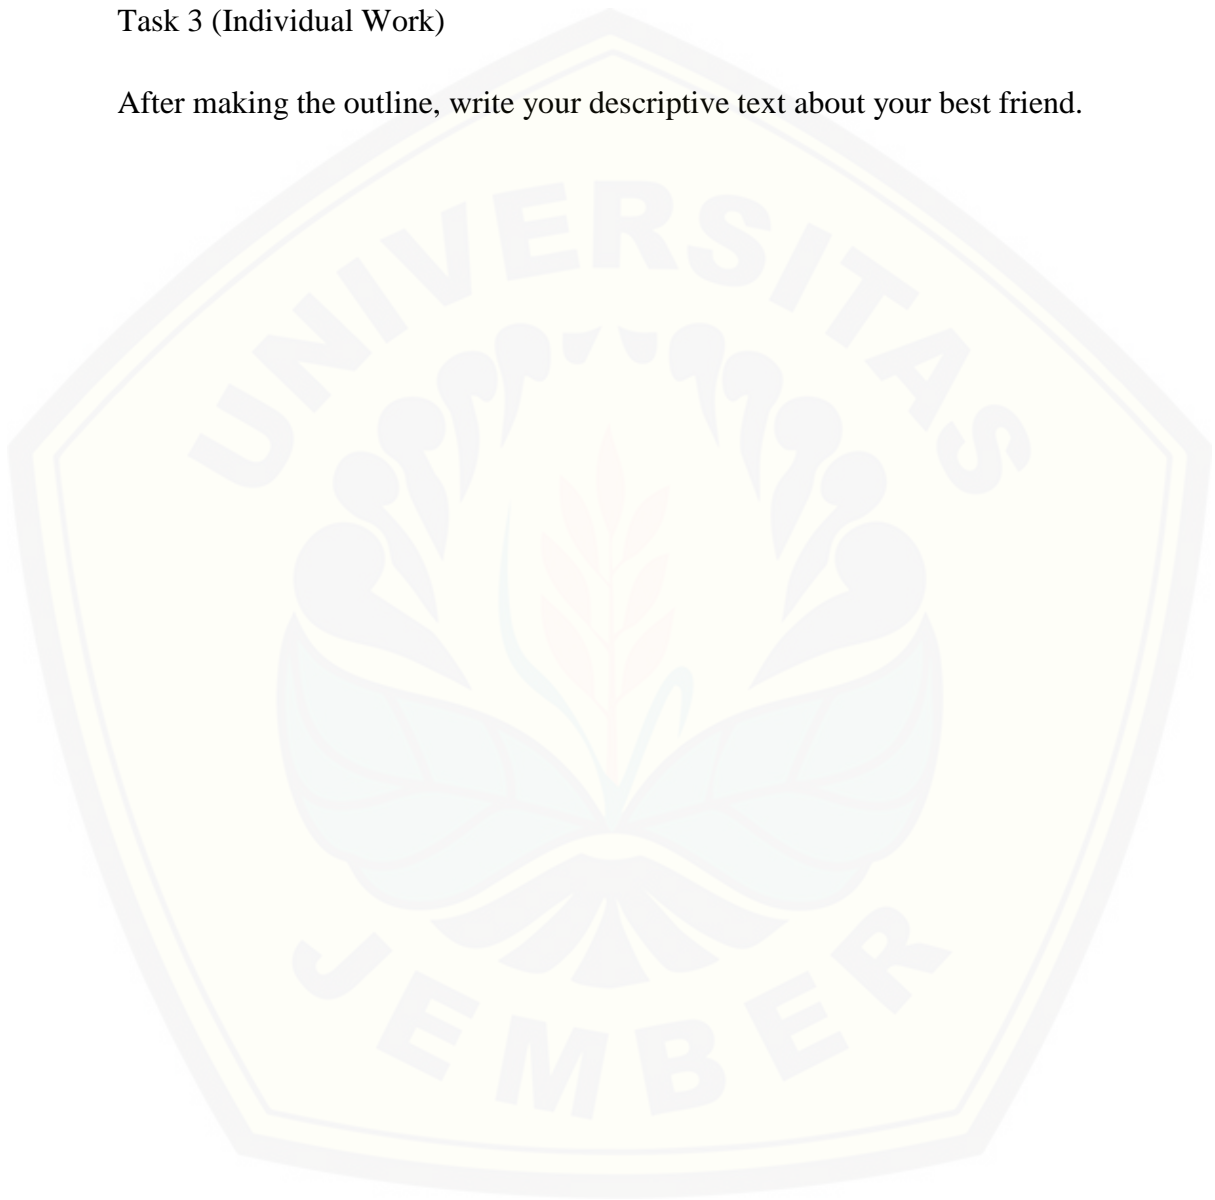 Task 3 (Individual Work)
After making the outline, write your descriptive text about your best friend.
UNIVERSITAS
JEMBER